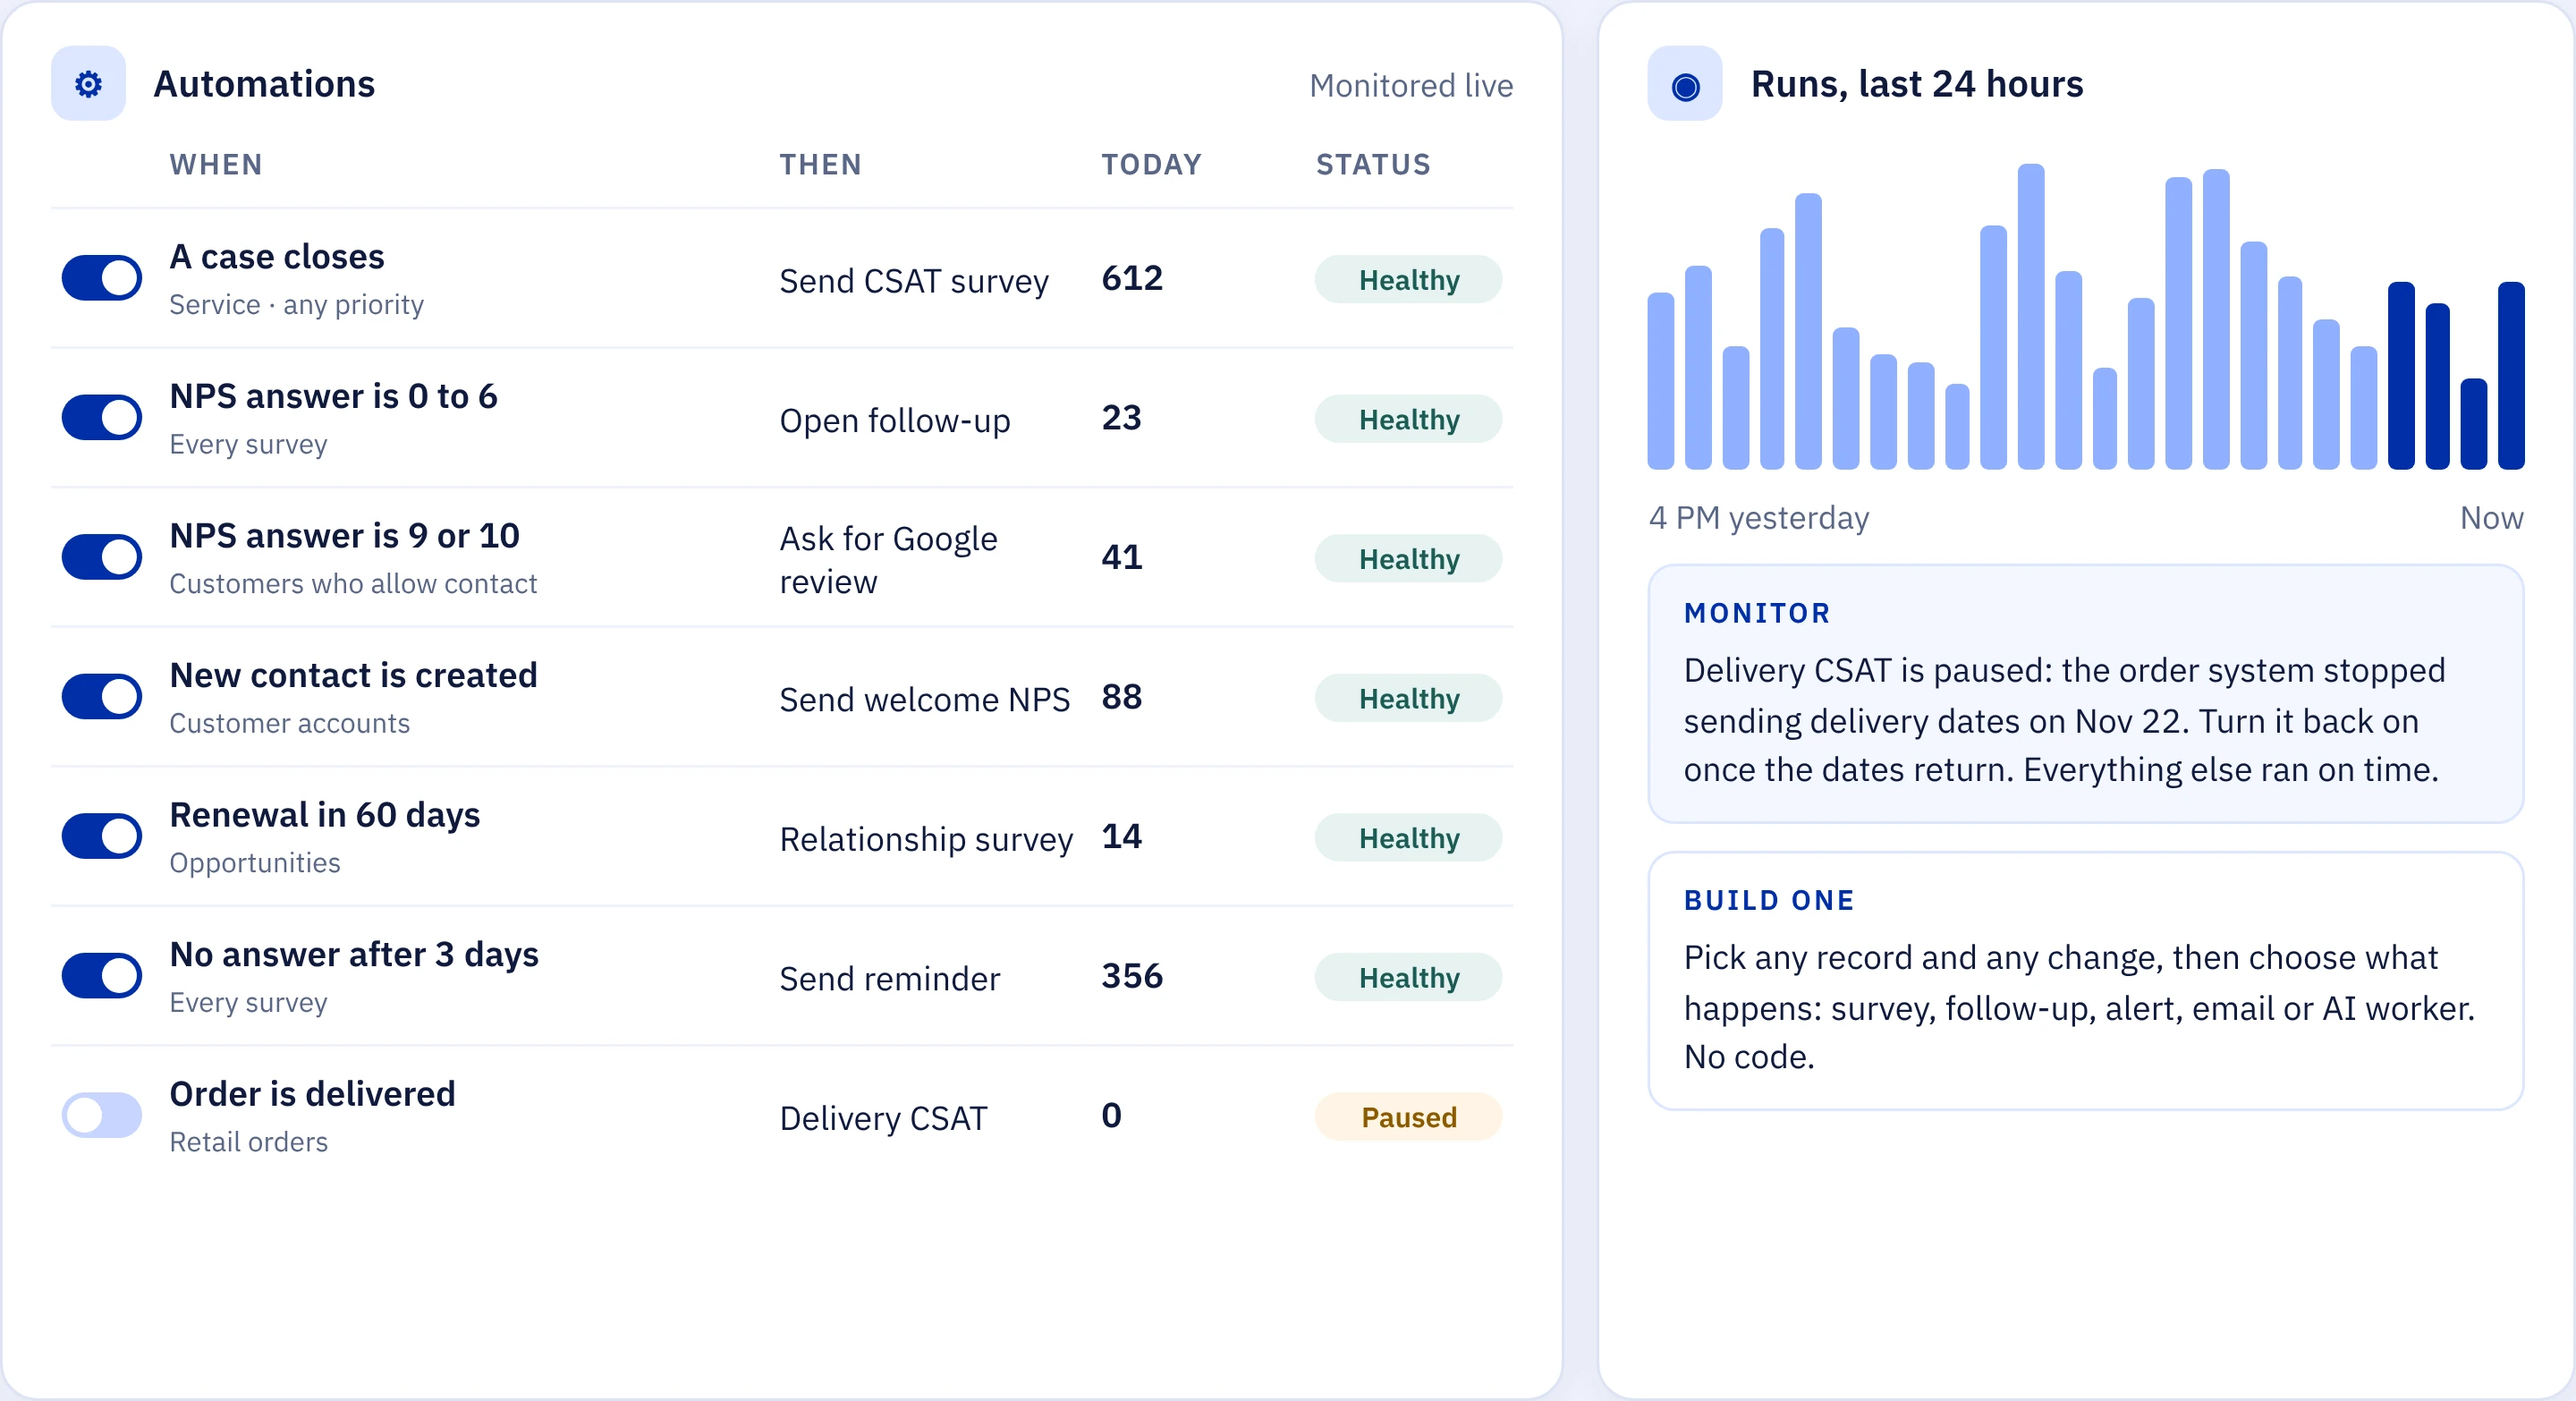 Automations
Monitored live
WHEN
THEN
TODAY
STATUS
A case closes
Service · any priority
Send CSAT survey
612
Healthy
NPS answer is 0 to 6
Every survey
Open follow-up
23
Healthy
NPS answer is 9 or 10
Customers who allow contact
Ask for Google
review
41
Healthy
New contact is created
Customer accounts
Send welcome NPS
88
Healthy
Renewal in 60 days
Opportunities
Relationship survey
14
Healthy
No answer after 3 days
Every survey
Send reminder
356
Healthy
Order is delivered
Retail orders
Delivery CSAT
0
Paused
Runs, last 24 hours
4 PM yesterday
Now
MONITOR
Delivery CSAT is paused: the order system stopped
sending delivery dates on Nov 22. Turn it back on
once the dates return. Everything else ran on time.
BUILD ONE
Pick any record and any change, then choose what
happens: survey, follow-up, alert, email or AI worker.
No code.